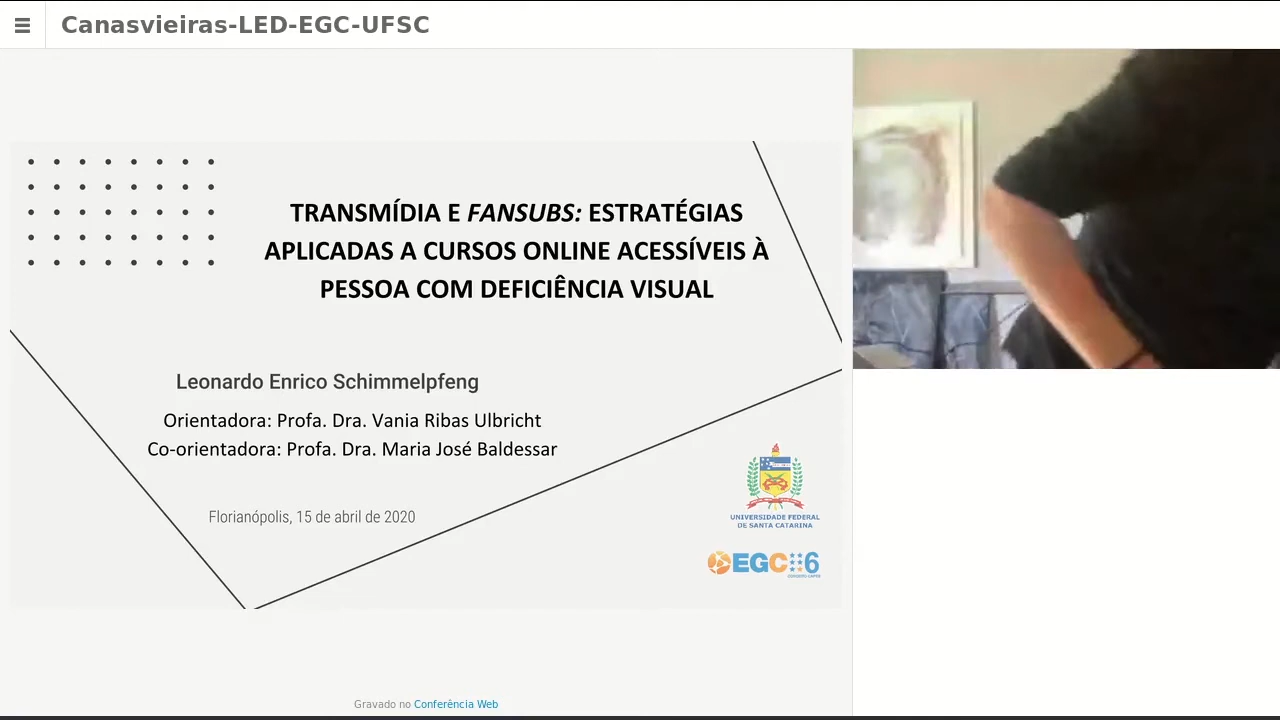 Canasvieiras-LED-EGC-UFSC
TRANSMÍDIA E FANSUBS: ESTRATÉGIAS
APLICADAS A CURSOS ONLINE ACESSÍVEIS À
PESSOA COM DEFICIÊNCIA VISUAL
Leonardo Enrico Schimmelpfeng
Orientadora: Profa. Dra. Vania Ribas Ulbricht
Co-orientadora: Profa. Dra. Maria José Baldessar
Florianópolis, 15 de abril de 2020
UNIVERSIDADE FEDERAL
DE SANTA CATARINA
EGC 6
Gravado no Conferência Web